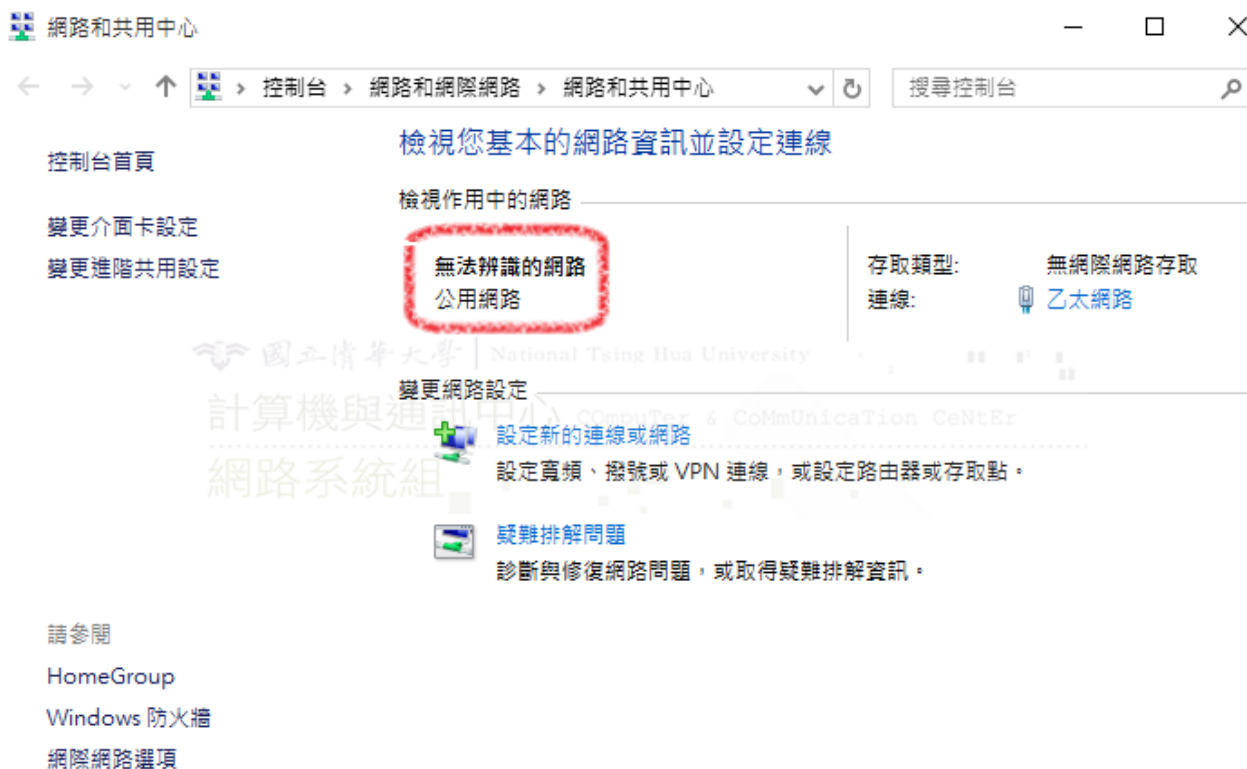 網路和共用中心
控制台 > 網路和網際網路 > 網路和共用中心
搜尋控制台
控制台首頁
變更介面卡設定
變更進階共用設定
檢視您基本的網路資訊並設定連線
檢視作用中的網路
無法辨識的網路
公用網路
存取類型: 無網際網路存取
連線: 乙太網路
國立清華大學 National Tsing Hua University
變更網路設定
計算機與通訊中心 COmpuTer & CoMmUnicaTion CeNtEr
網路系統組
設定新的連線或網路
設定寬頻、撥號或 VPN 連線，或設定路由器或存取點。
疑難排解問題
診斷與修復網路問題，或取得疑難排解資訊。
請參閱
HomeGroup
Windows 防火牆
網際網路選項